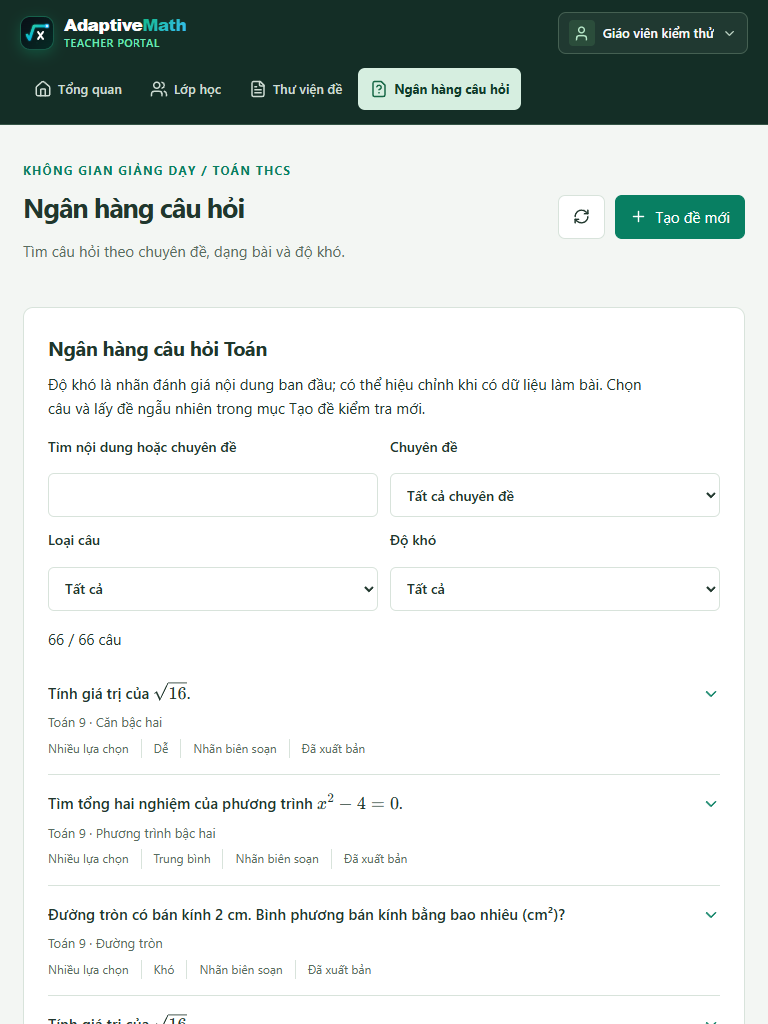 AdaptiveMath
TEACHER PORTAL
Giáo viên kiểm thử
Tổng quan
Lớp học
Thư viện đề
Ngân hàng câu hỏi
KHÔNG GIAN GIẢNG DẠY / TOÁN THCS
Ngân hàng câu hỏi
+ Tạo đề mới
Tìm câu hỏi theo chuyên đề, dạng bài và độ khó.
Ngân hàng câu hỏi Toán
Độ khó là nhãn đánh giá nội dung ban đầu; có thể hiệu chỉnh khi có dữ liệu làm bài. Chọn
câu và lấy đề ngẫu nhiên trong mục Tạo đề kiểm tra mới.
Tìm nội dung hoặc chuyên đề
Chuyên đề
Tất cả chuyên đề
Loại câu
Độ khó
Tất cả
Tất cả
66 / 66 câu
Tính giá trị của √16.
Toán 9 · Căn bậc hai
Nhiều lựa chọn | Dễ | Nhãn biên soạn | Đã xuất bản
Tìm tổng hai nghiệm của phương trình x² − 4 = 0.
Toán 9 · Phương trình bậc hai
Nhiều lựa chọn | Trung bình | Nhãn biên soạn | Đã xuất bản
Đường tròn có bán kính 2 cm. Bình phương bán kính bằng bao nhiêu (cm²)?
Toán 9 · Đường tròn
Nhiều lựa chọn | Khó | Nhãn biên soạn | Đã xuất bản
Tính giá trị của √16